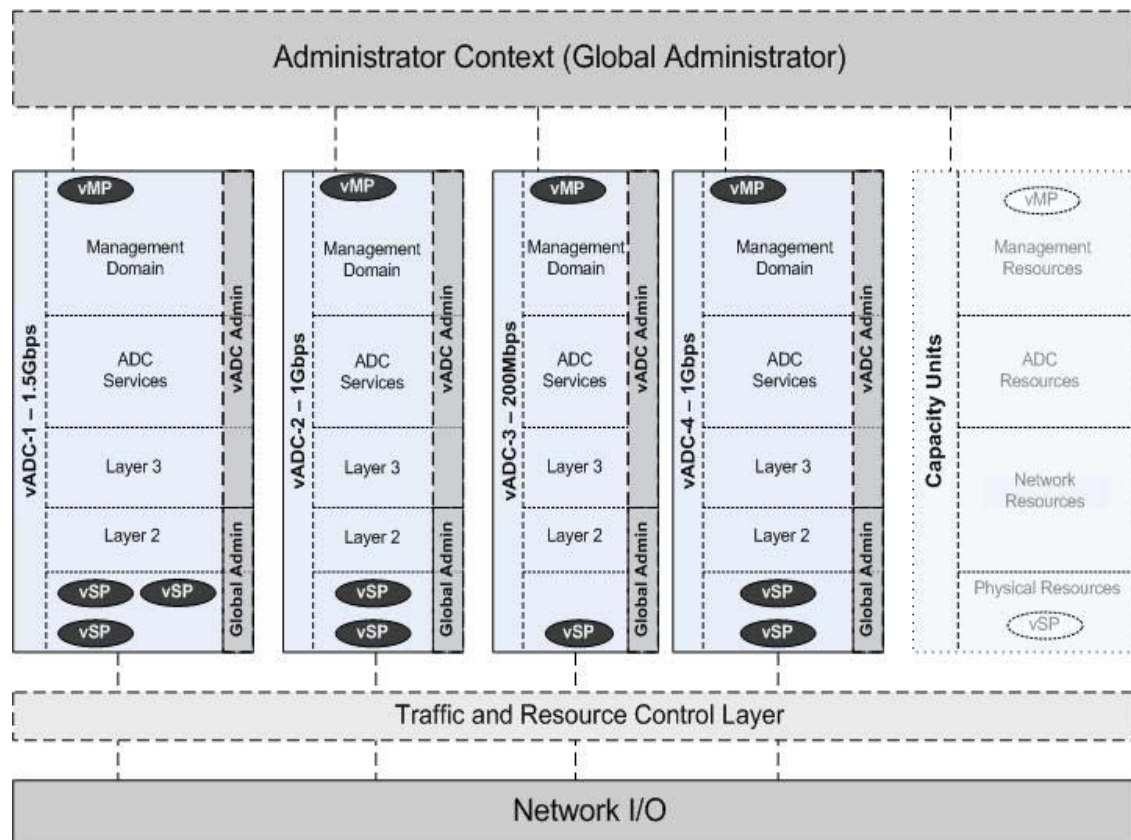 Administrator Context (Global Administrator)
vADC-1 – 1.5Gbps
vMP
Management
Domain
ADC
Services
Layer 3
Layer 2
vSP
vSP
vSP
vADC Admin
Global Admin
vADC-2 – 1Gbps
vMP
Management
Domain
ADC
Services
Layer 3
Layer 2
vSP
vSP
vADC Admin
Global Admin
vADC-3 – 200Mbps
vMP
Management
Domain
ADC
Services
Layer 3
Layer 2
vSP
vADC Admin
Global Admin
vADC-4 – 1Gbps
vMP
Management
Domain
ADC
Services
Layer 3
Layer 2
vSP
vSP
vADC Admin
Global Admin
Capacity Units
vMP
Management
Resources
ADC
Resources
Network
Resources
Physical Resources
vSP
Traffic and Resource Control Layer
Network I/O